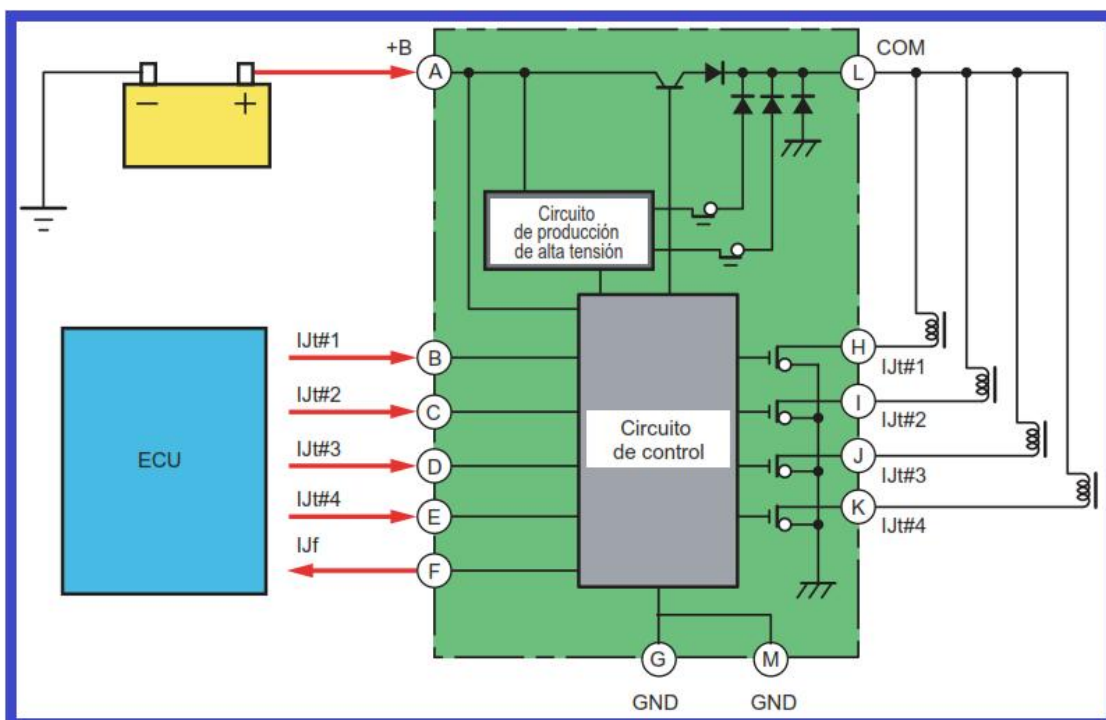 +B
COM
A
L
−
+
Circuito
de producción
de alta tensión
ECU
IJt#1
B
IJt#2
C
IJt#3
D
IJt#4
E
IJf
F
Circuito
de control
H
IJt#1
I
IJt#2
J
IJt#3
K
IJt#4
G
M
GND
GND